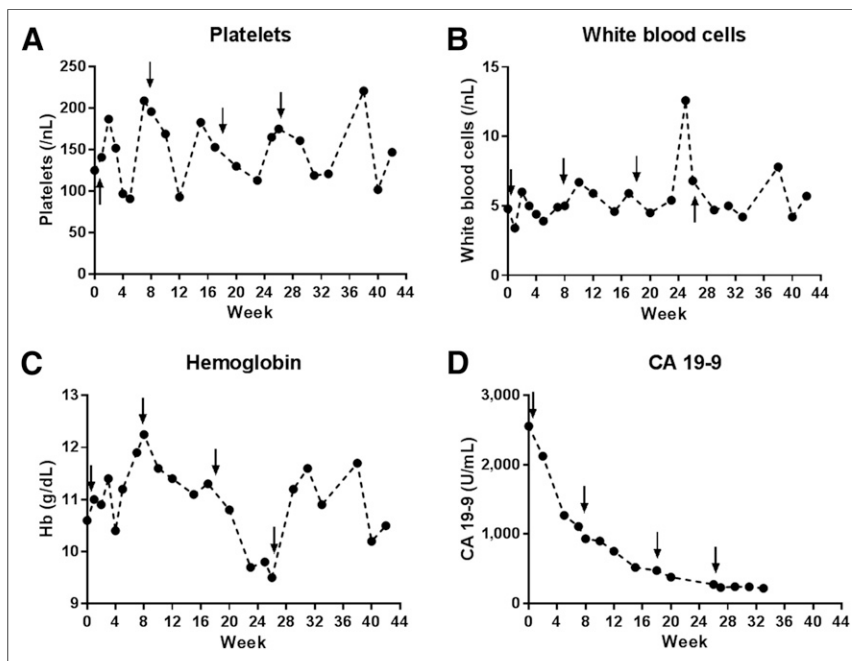 A Platelets
Platelets (/nL)
250
200
150
100
50
0
0 4 8 12 16 20 24 28 32 36 40 44
Week
B White blood cells
White blood cells (/nL)
15
10
5
0
0 4 8 12 16 20 24 28 32 36 40 44
Week
C Hemoglobin
Hb (g/dL)
13
12
11
10
9
0 4 8 12 16 20 24 28 32 36 40 44
Week
D CA 19-9
CA 19-9 (U/mL)
3,000
2,000
1,000
0
0 4 8 12 16 20 24 28 32 36 40 44
Week